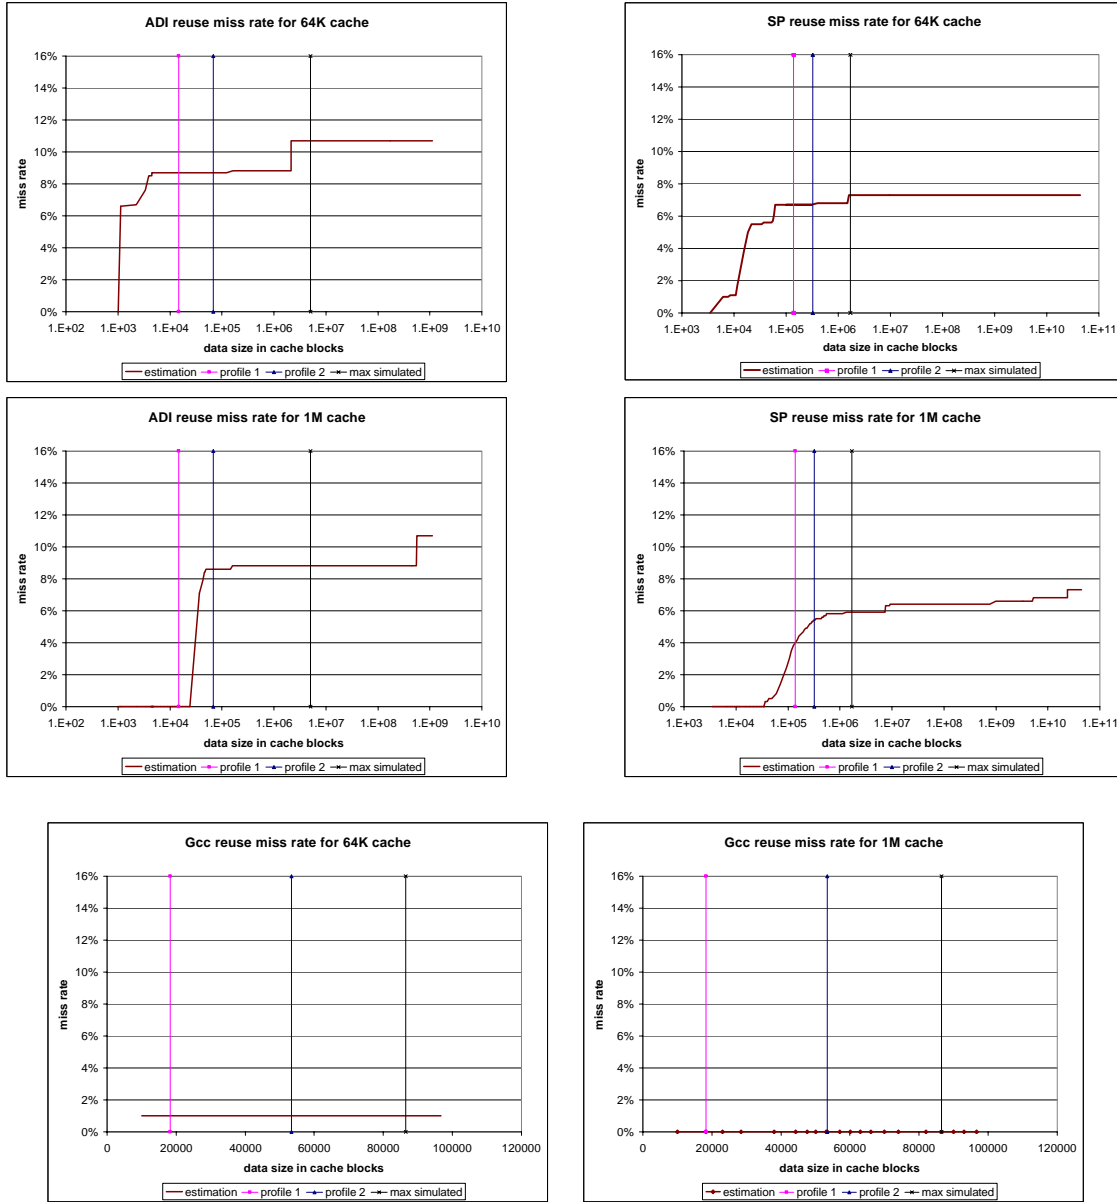 ADI reuse miss rate for 64K cache
16%
14%
12%
10%
8%
6%
4%
2%
0%
miss rate
1.E+02 1.E+03 1.E+04 1.E+05 1.E+06 1.E+07 1.E+08 1.E+09 1.E+10
data size in cache blocks
estimation profile 1 profile 2 max simulated
SP reuse miss rate for 64K cache
16%
14%
12%
10%
8%
6%
4%
2%
0%
miss rate
1.E+03 1.E+04 1.E+05 1.E+06 1.E+07 1.E+08 1.E+09 1.E+10 1.E+11
data size in cache blocks
estimation profile 1 profile 2 max simulated
ADI reuse miss rate for 1M cache
16%
14%
12%
10%
8%
6%
4%
2%
0%
miss rate
1.E+02 1.E+03 1.E+04 1.E+05 1.E+06 1.E+07 1.E+08 1.E+09 1.E+10
data size in cache blocks
estimation profile 1 profile 2 max simulated
SP reuse miss rate for 1M cache
16%
14%
12%
10%
8%
6%
4%
2%
0%
miss rate
1.E+03 1.E+04 1.E+05 1.E+06 1.E+07 1.E+08 1.E+09 1.E+10 1.E+11
data size in cache blocks
estimation profile 1 profile 2 max simulated
Gcc reuse miss rate for 64K cache
16%
14%
12%
10%
8%
6%
4%
2%
0%
miss rate
0 20000 40000 60000 80000 100000 120000
data size in cache blocks
estimation profile 1 profile 2 max simulated
Gcc reuse miss rate for 1M cache
16%
14%
12%
10%
8%
6%
4%
2%
0%
miss rate
0 20000 40000 60000 80000 100000 120000
data size in cache blocks
estimation profile 1 profile 2 max simulated